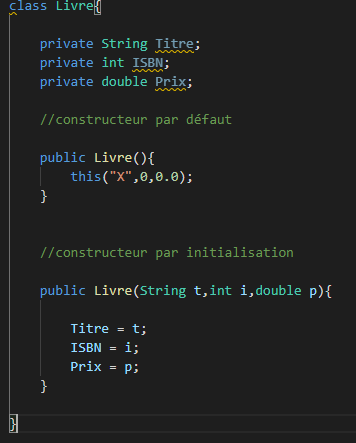 class Livre{
private String Titre;
private int ISBN;
private double Prix;
//constructeur par défaut
public Livre(){
this("X",0,0.0);
}
//constructeur par initialisation
public Livre(String t,int i,double p){
Titre = t;
ISBN = i;
Prix = p;
}
}